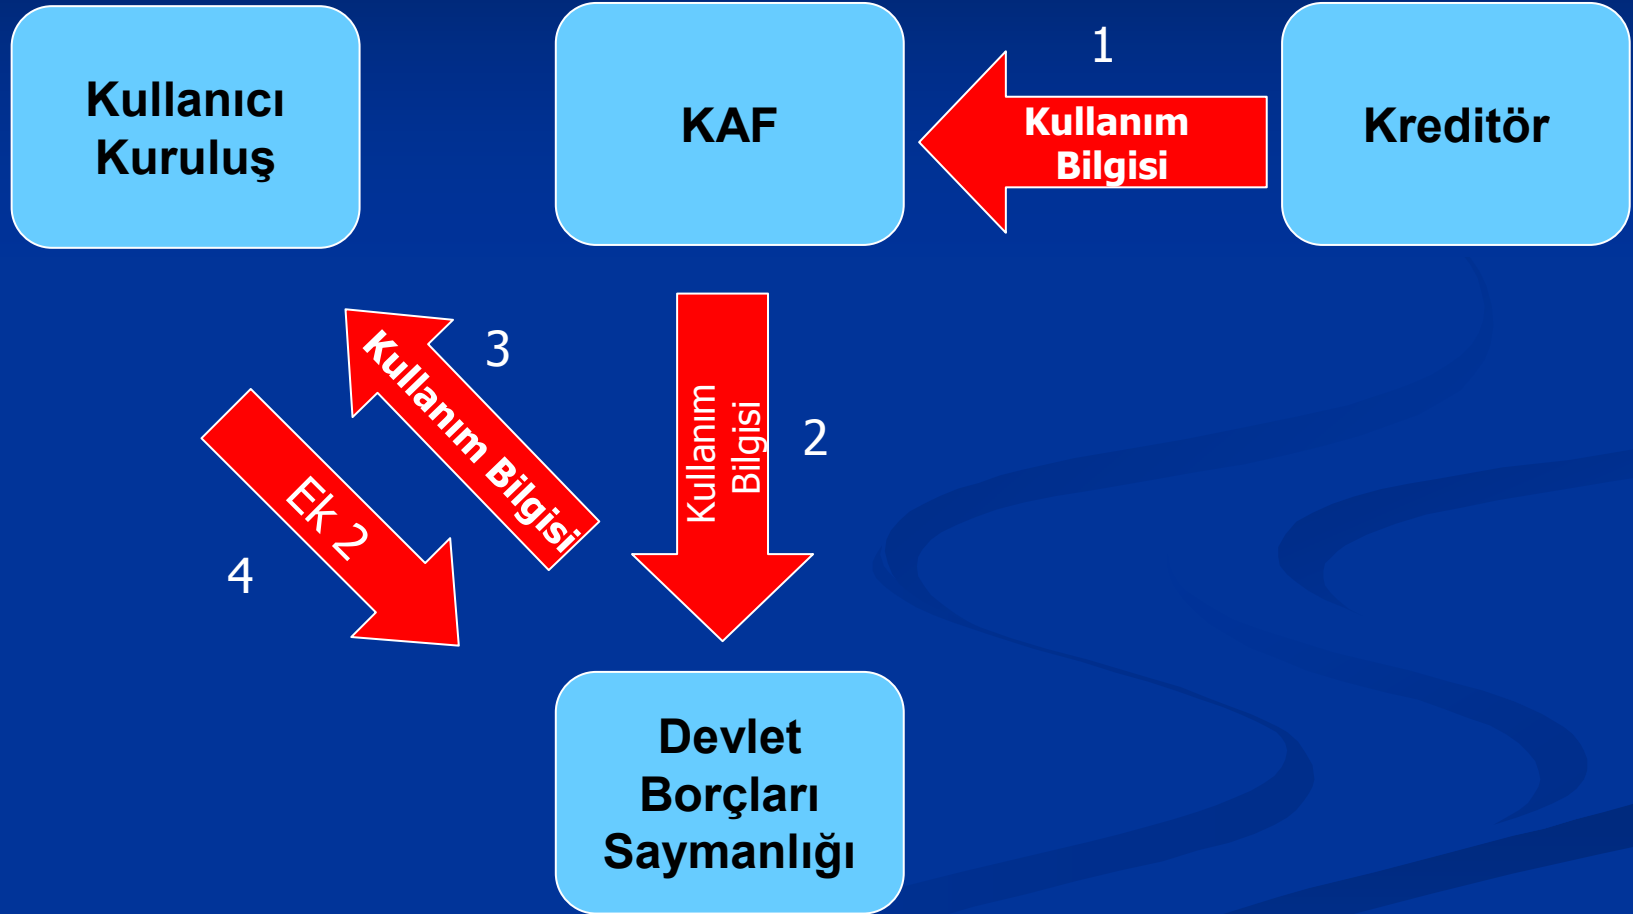 Kullanıcı
Kuruluş
KAF
1
Kullanım
Bilgisi
Kreditör
3
Kullanım Bilgisi
Kullanım
Bilgisi
2
Ek 2
4
Devlet
Borçları
Saymanlığı